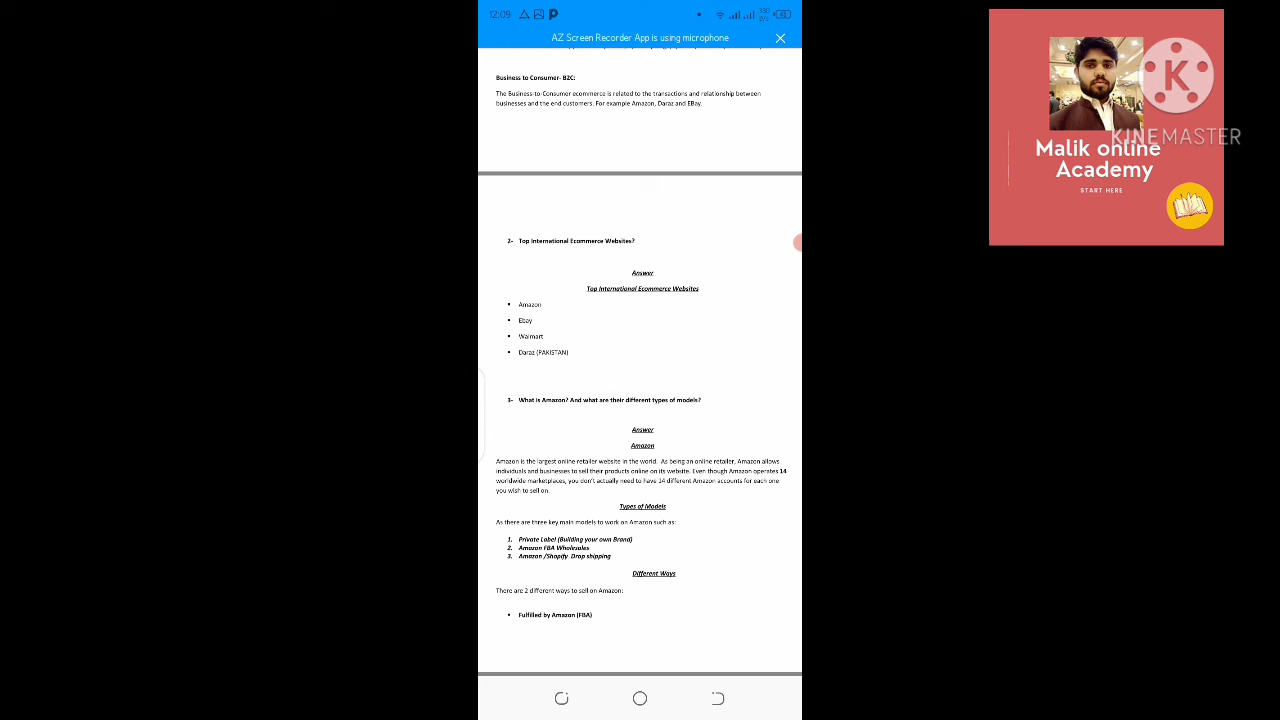 12:09
330
B/s
AZ Screen Recorder App is using microphone
Business to Consumer- B2C:
The Business-to-Consumer ecommerce is related to the transactions and relationship between
businesses and the end customers. For example Amazon, Daraz and EBay.
2- Top International Ecommerce Websites?
Answer
Top International Ecommerce Websites
Amazon
Ebay
Walmart
Daraz (PAKISTAN)
3- What is Amazon? And what are their different types of models?
Answer
Amazon
Amazon is the largest online retailer website in the world. As being an online retailer, Amazon allows
individuals and businesses to sell their products online on its website. Even though Amazon operates 14
worldwide marketplaces, you don't actually need to have 14 different Amazon accounts for each one
you wish to sell on.
Types of Models
As there are three key main models to work on Amazon such as:
1. Private Label (Building your own Brand)
2. Amazon FBA Wholesales
3. Amazon /Shopify Drop shipping
Different Ways
There are 2 different ways to sell on Amazon:
Fulfilled by Amazon (FBA)
K
KINEMASTER
Malik online
Academy
START HERE